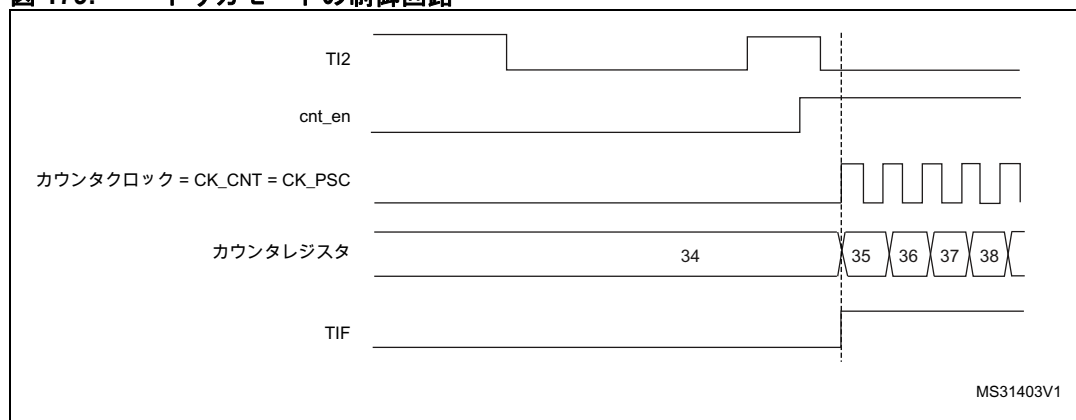 TI2
cnt_en
カウンタクロック = CK_CNT = CK_PSC
カウンタレジスタ
34
35
36
37
38
TIF
MS31403V1